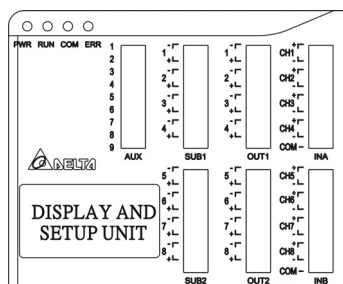 PWR RUN COM ERR
1
2
3
4
5
6
7
8
9
AUX
1 - +
2 - +
3 - +
4 - +
SUB1
1 - +
2 - +
3 - +
4 - +
OUT1
CH1 + -
CH2 + -
CH3 + -
CH4 + -
COM -
INA
DELTA
DISPLAY AND
SETUP UNIT
5 - +
6 - +
7 - +
8 - +
SUB2
5 - +
6 - +
7 - +
8 - +
OUT2
CH5 + -
CH6 + -
CH7 + -
CH8 + -
COM -
INB